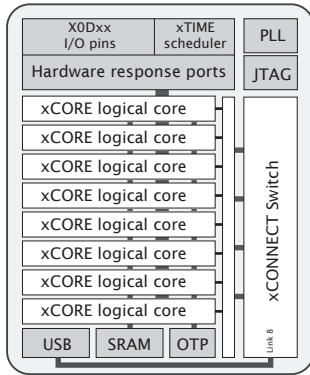 X0Dxx
I/O pins
xTIME
scheduler
PLL
Hardware response ports
JTAG
xCORE logical core
xCORE logical core
xCORE logical core
xCORE logical core
xCORE logical core
xCORE logical core
xCORE logical core
xCORE logical core
xCONNECT Switch
Link 8
USB
SRAM
OTP